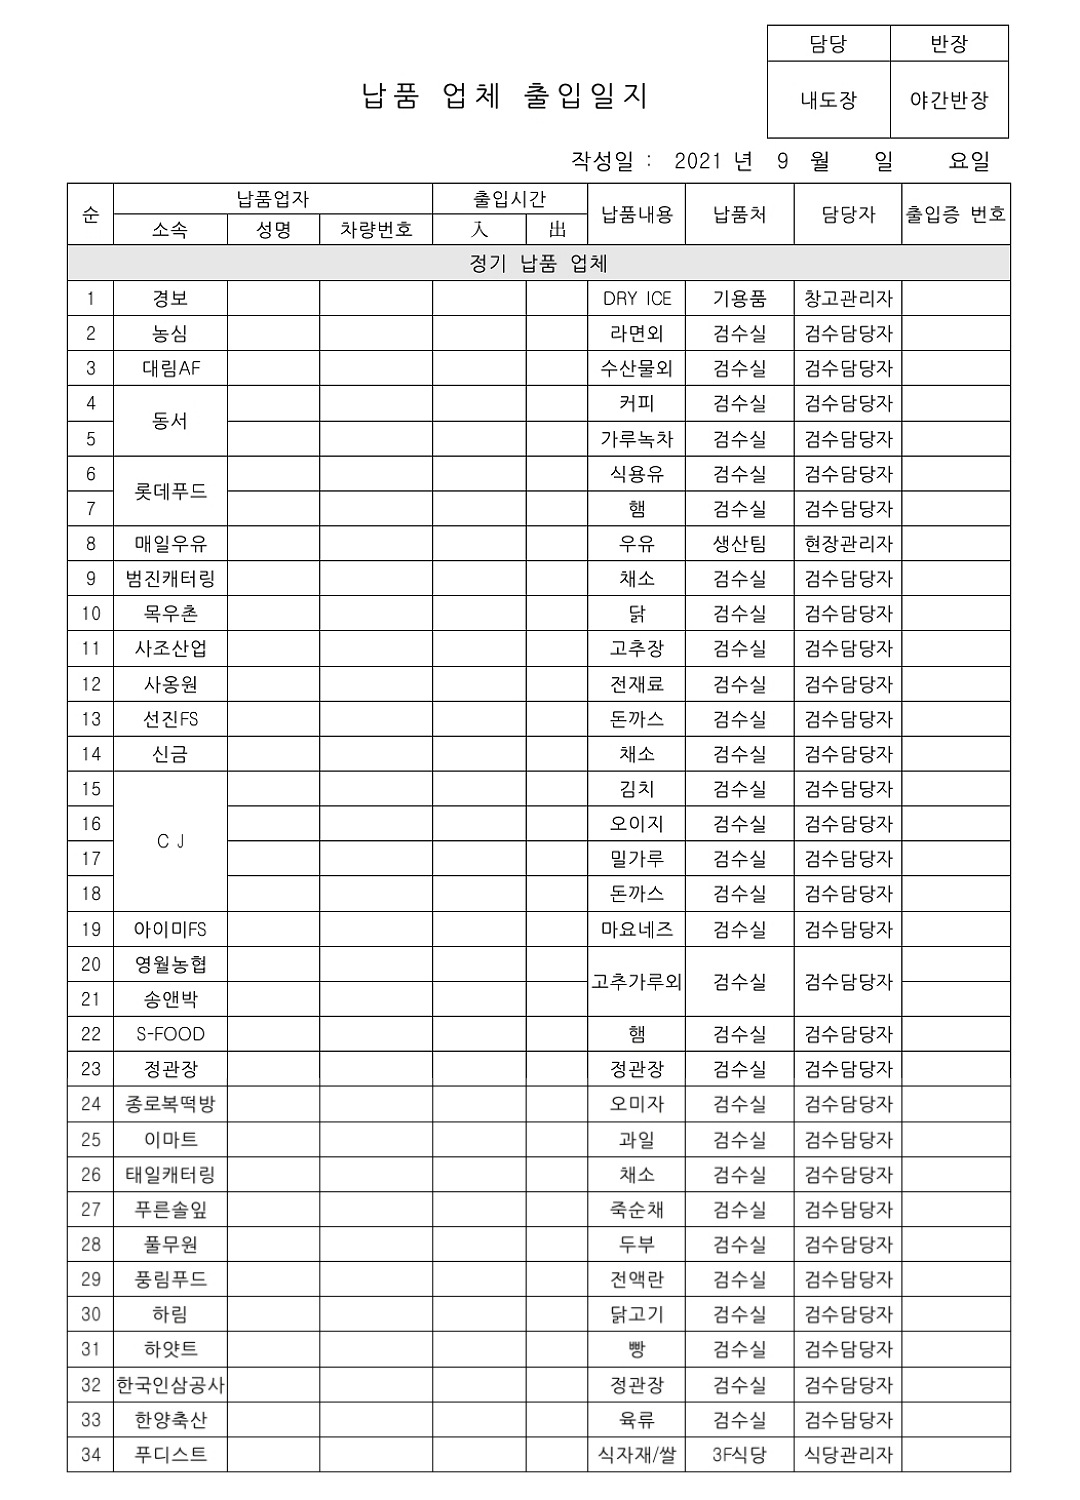 담당 반장
납품 업체 출입일지
내도장 야간반장
작성일 : 2021 년 9 월 일 요일
순 납품업자 출입시간 납품내용 납품처 담당자 출입증 번호
소속 성명 차량번호 入 出
정기 납품 업체
1 경보 DRY ICE 기용품 창고관리자
2 농심 라면외 검수실 검수담당자
3 대림AF 수산물외 검수실 검수담당자
4 동서 커피 검수실 검수담당자
5 가루녹차 검수실 검수담당자
6 롯데푸드 식용유 검수실 검수담당자
7 햄 검수실 검수담당자
8 매일우유 우유 생산팀 현장관리자
9 범진캐터링 채소 검수실 검수담당자
10 목우촌 닭 검수실 검수담당자
11 사조산업 고추장 검수실 검수담당자
12 사옹원 전재료 검수실 검수담당자
13 선진FS 돈까스 검수실 검수담당자
14 신금 채소 검수실 검수담당자
15 C J 김치 검수실 검수담당자
16 오이지 검수실 검수담당자
17 밀가루 검수실 검수담당자
18 돈까스 검수실 검수담당자
19 아이미FS 마요네즈 검수실 검수담당자
20 영월농협 고추가루외 검수실 검수담당자
21 송앤박
22 S-FOOD 햄 검수실 검수담당자
23 정관장 정관장 검수실 검수담당자
24 종로복떡방 오미자 검수실 검수담당자
25 이마트 과일 검수실 검수담당자
26 태일캐터링 채소 검수실 검수담당자
27 푸른솔잎 죽순채 검수실 검수담당자
28 풀무원 두부 검수실 검수담당자
29 풍림푸드 전액란 검수실 검수담당자
30 하림 닭고기 검수실 검수담당자
31 하얏트 빵 검수실 검수담당자
32 한국인삼공사 정관장 검수실 검수담당자
33 한양축산 육류 검수실 검수담당자
34 푸디스트 식자재/쌀 3F식당 식당관리자